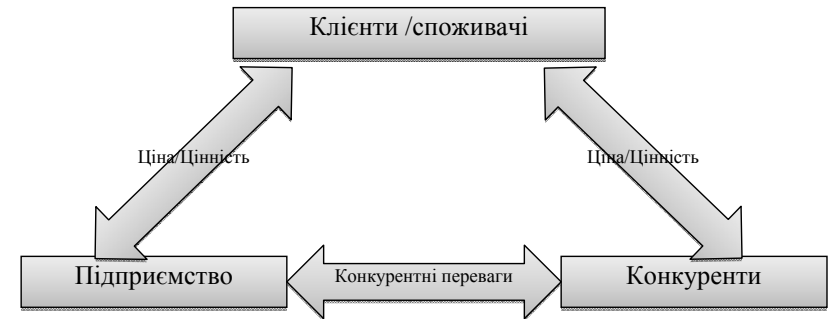 Клієнти /споживачі
Ціна/Цінність
Ціна/Цінність
Підприємство
Конкурентні переваги
Конкуренти